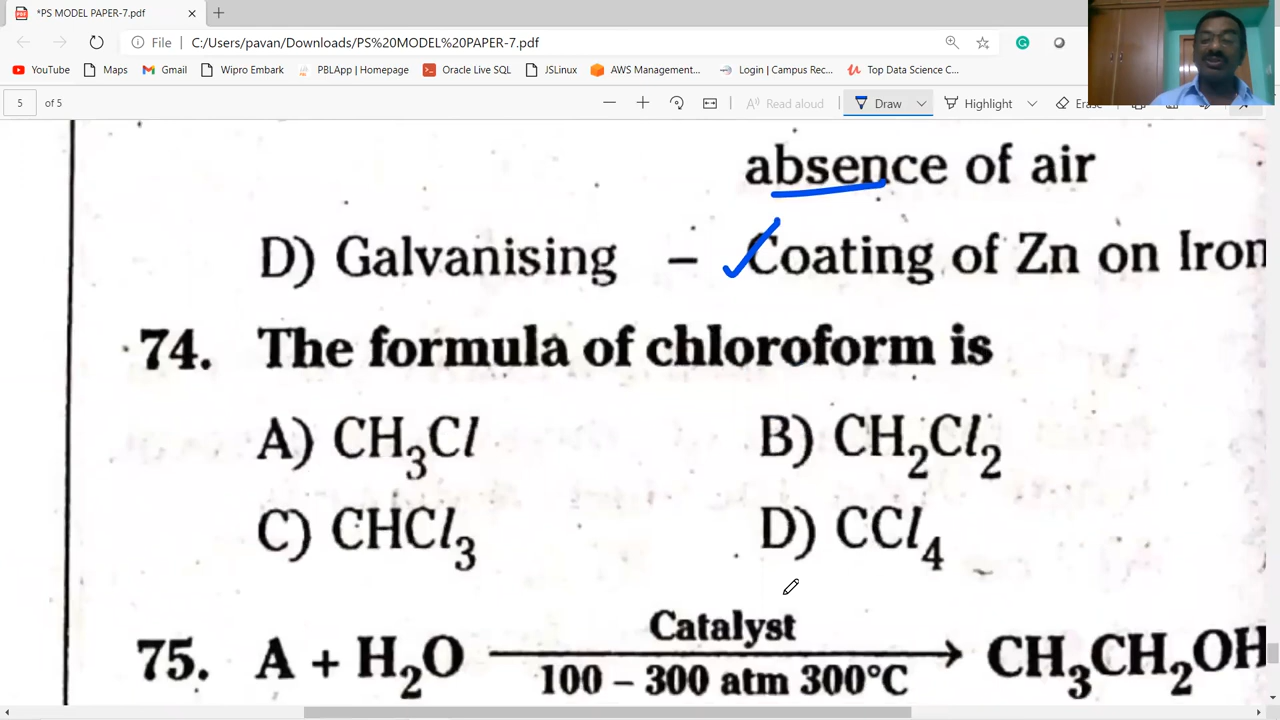 *PS MODEL PAPER-7.pdf
File C:/Users/pavan/Downloads/PS%20MODEL%20PAPER-7.pdf
YouTube Maps Gmail Wipro Embark PBLApp | Homepage Oracle Live SQL JSLinux AWS Management... Login | Campus Rec... Top Data Science C...
5 of 5 Read aloud Draw Highlight
absence of air
D) Galvanising – Coating of Zn on Iron
74. The formula of chloroform is
A) CH₃Cl B) CH₂Cl₂
C) CHCl₃ D) CCl₄
Catalyst
75. A + H₂O → CH₃CH₂OH
100 – 300 atm 300°C